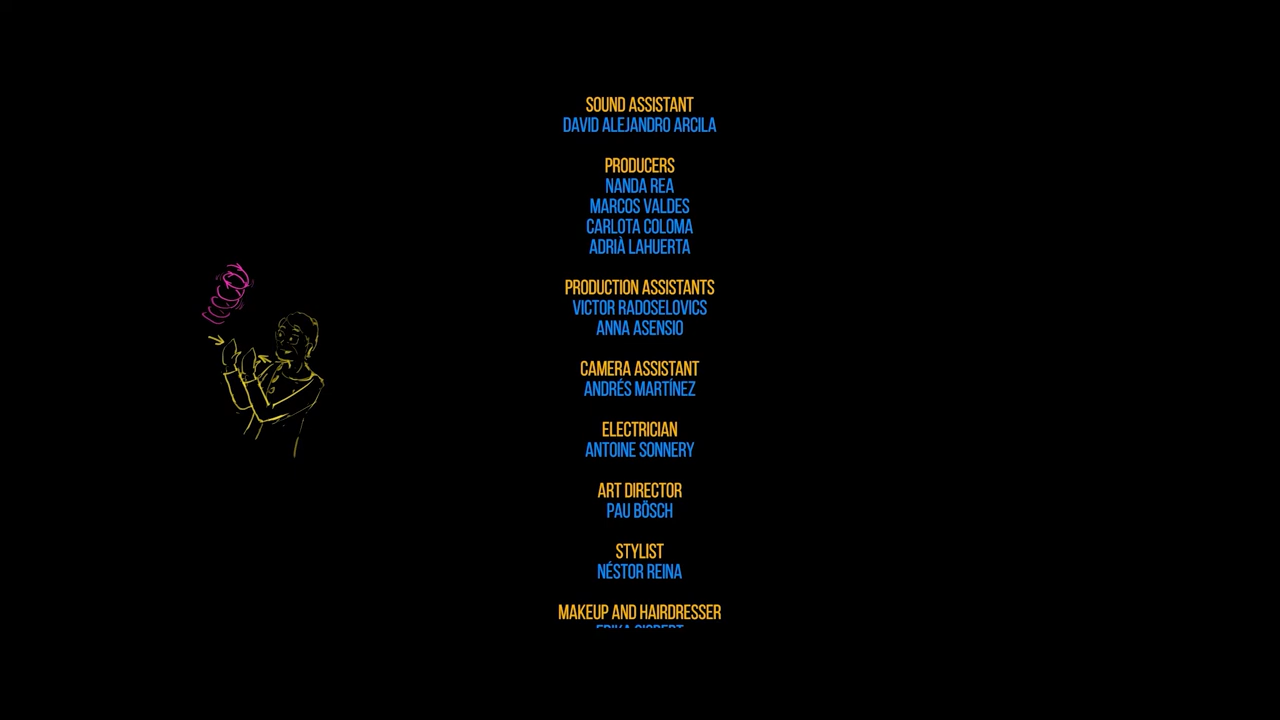 SOUND ASSISTANT
DAVID ALEJANDRO ARCILA
PRODUCERS
NANDA REA
MARCOS VALDES
CARLOTA COLOMA
ADRIÀ LAHUERTA
PRODUCTION ASSISTANTS
VICTOR RADOSELOVICS
ANNA ASENSIO
CAMERA ASSISTANT
ANDRÉS MARTÍNEZ
ELECTRICIAN
ANTOINE SONNERY
ART DIRECTOR
PAU BÖSCH
STYLIST
NÉSTOR REINA
MAKEUP AND HAIRDRESSER